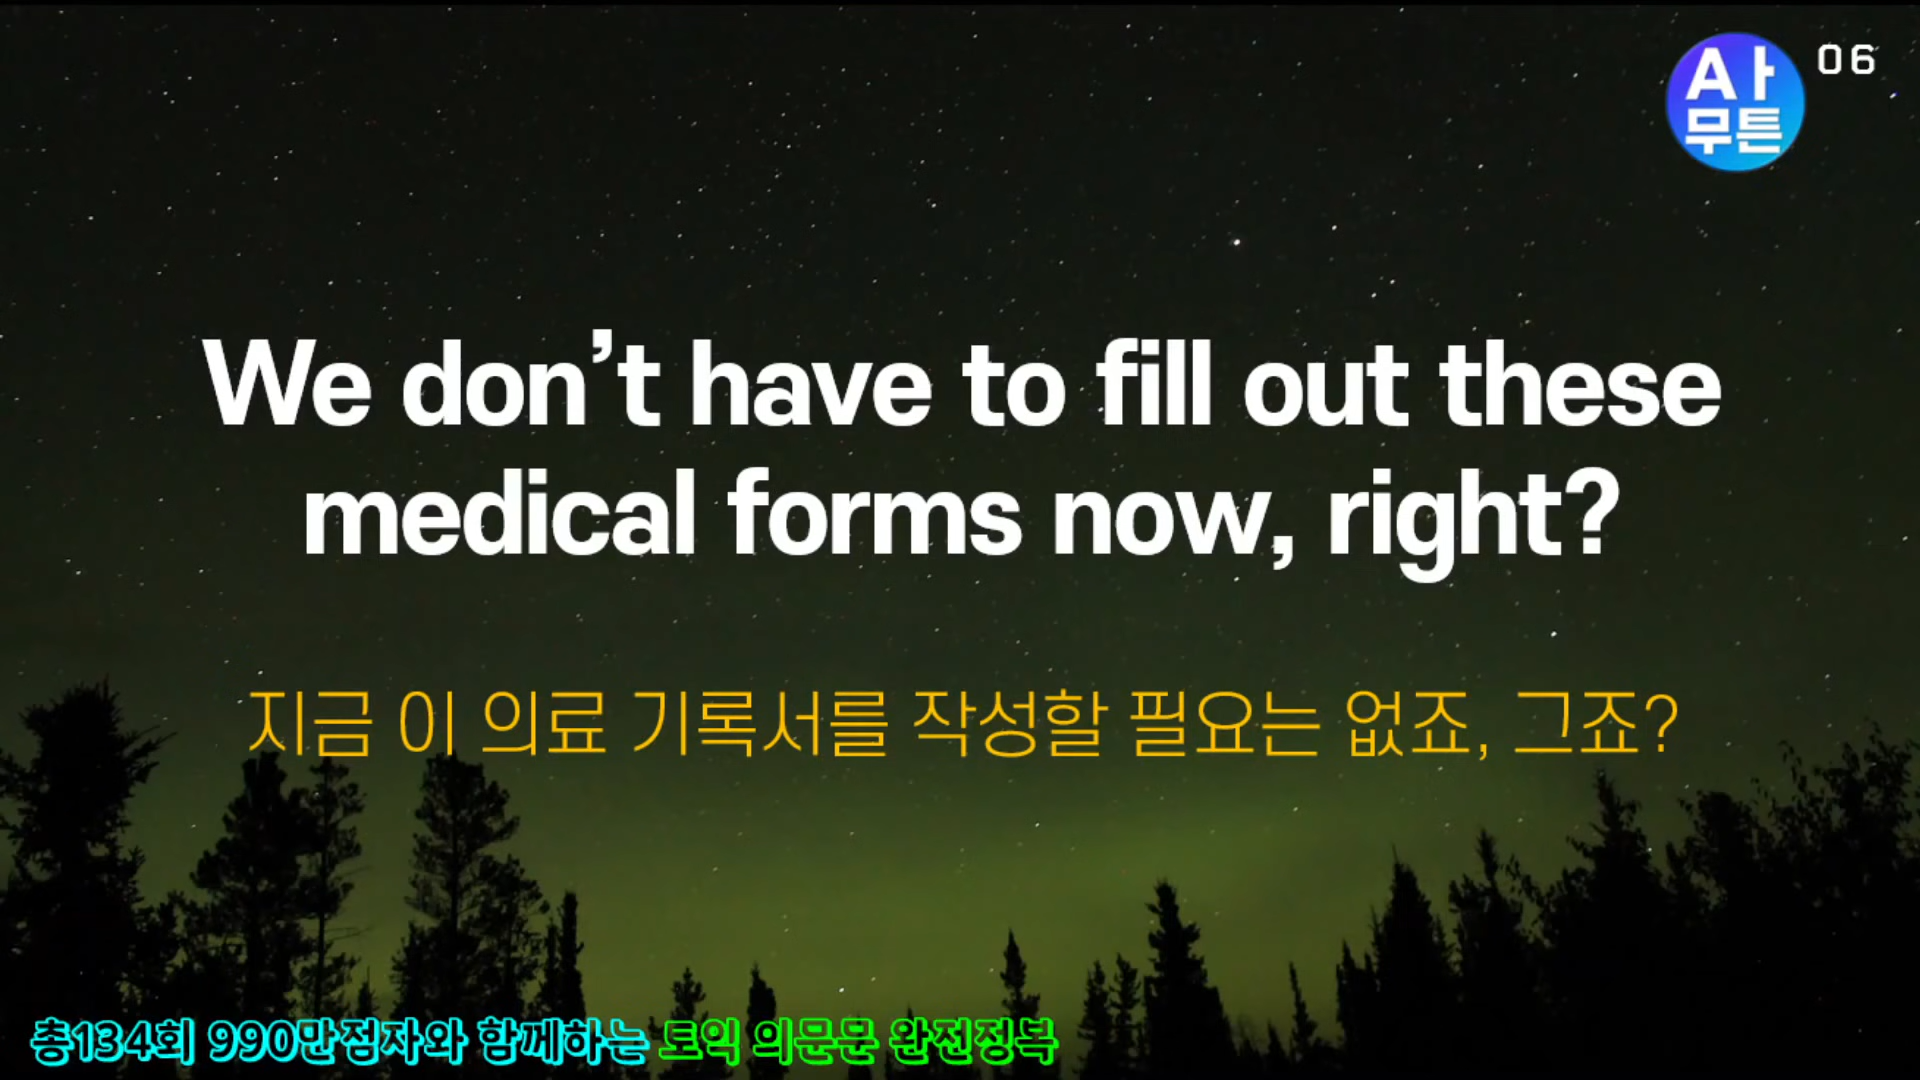 A아
무튼
06
We don't have to fill out these
medical forms now, right?
지금 이 의료 기록서를 작성할 필요는 없죠, 그죠?
총134회 990만점자와 함께하는 토익 의문문 완전정복